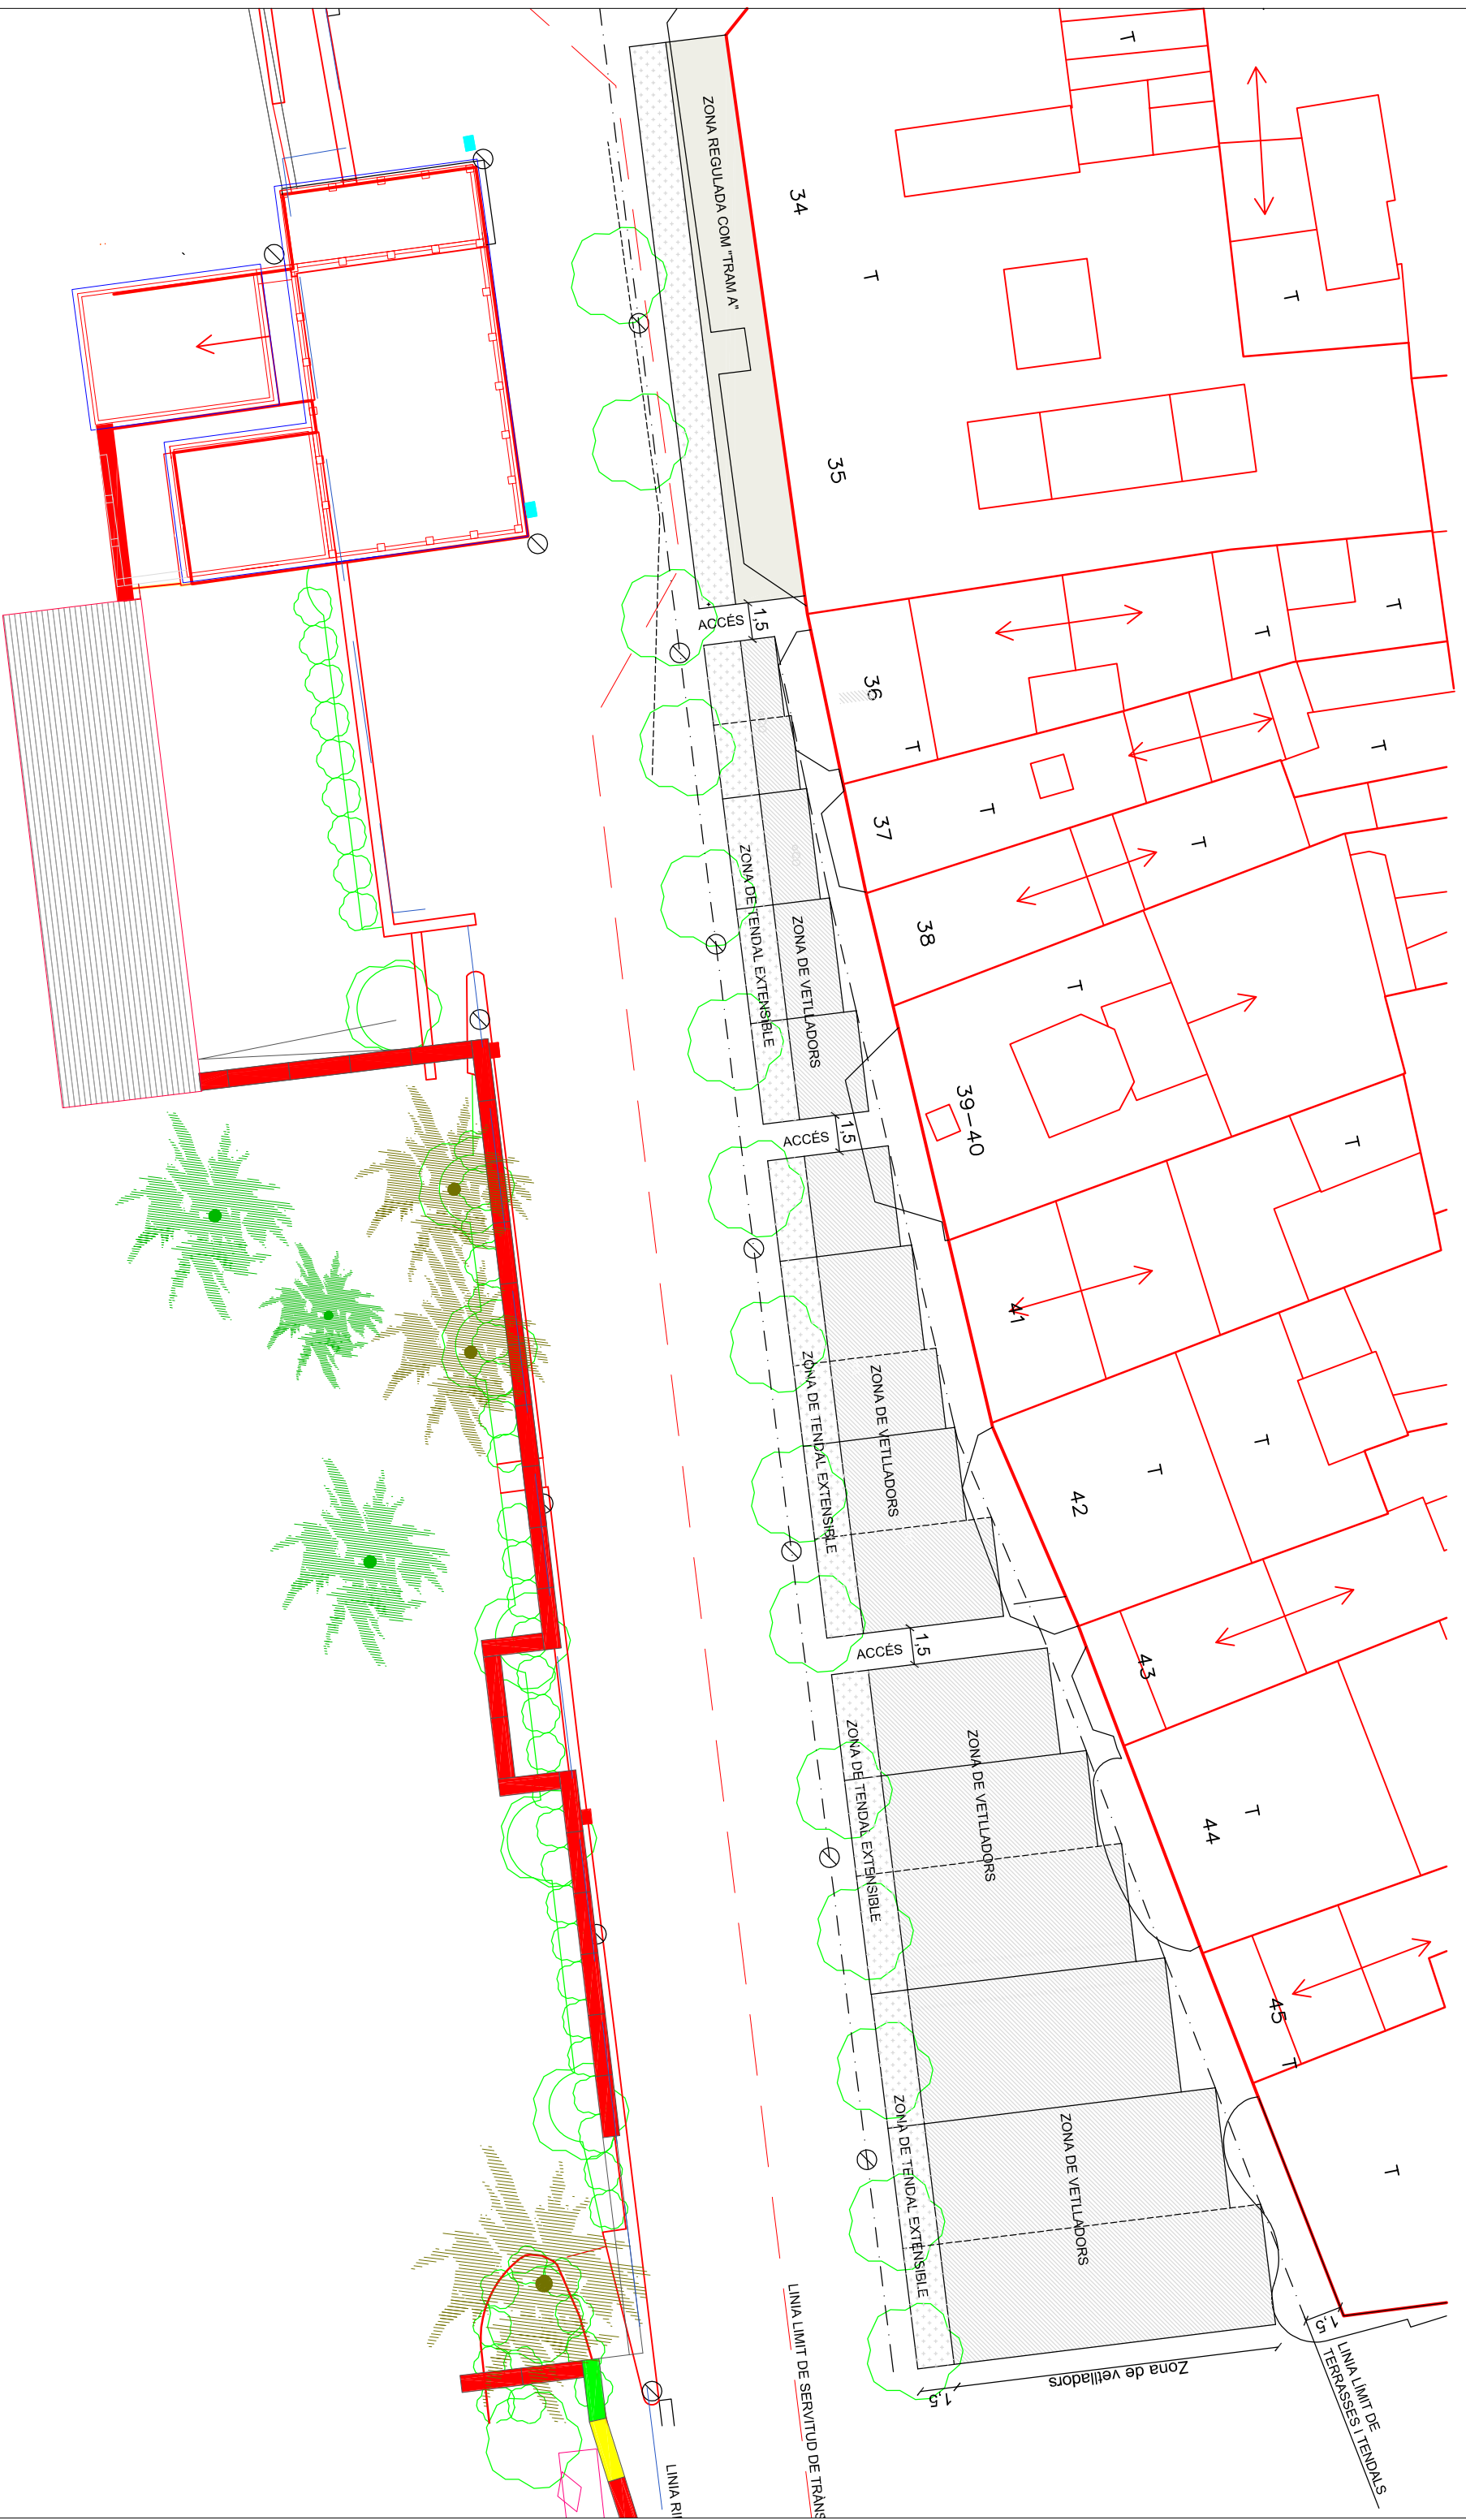 T
T
T
34
T
ZONA REGULADA COM "TRAM A"
35
ACCÉS
1,5
36
T
T
T
T
37
T
T
38
T
ZONA DE TENDAL EXTENSIBLE
ZONA DE VETLLADORS
39-40
ACCÉS
1,5
T
41
ZONA DE TENDAL EXTENSIBLE
ZONA DE VETLLADORS
42
T
T
ACCÉS
1,5
43
ZONA DE TENDAL EXTENSIBLE
ZONA DE VETLLADORS
44
T
45
T
ZONA DE TENDAL EXTENSIBLE
ZONA DE VETLLADORS
T
1,5
Zona de vetlladors
1,5
LINIA LÍMIT DE
TERRASSES I TENDALS
LINIA LIMIT DE SERVITUD DE TRÀNS
LINIA RI